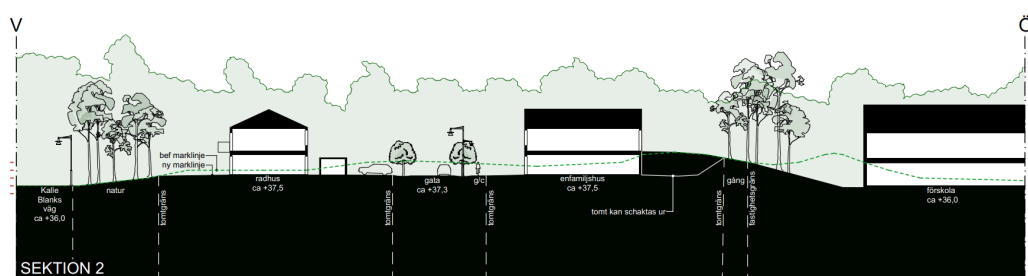 V
Ö
bef marklinje
ny marklinje
Kalle
Blanks
väg
ca +36,0
natur
tomtgräns
radhus
ca +37,5
tomtgräns
gata
ca +37,3
g/c
tomtgräns
enfamiljshus
ca +37,5
tomt kan schaktas ur
tomtgräns
gång
fastighetsgräns
förskola
ca +36,0
SEKTION 2